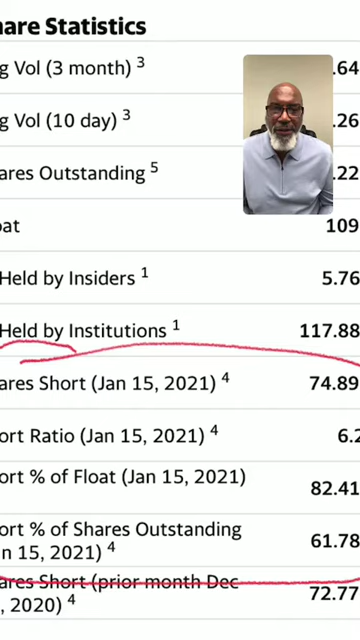 are Statistics
g Vol (3 month) 3 .64
g Vol (10 day) 3 .26
ares Outstanding 5 .22
oat 109
Held by Insiders 1 5.76
Held by Institutions 1 117.88
ares Short (Jan 15, 2021) 4 74.89
ort Ratio (Jan 15, 2021) 4 6.2
ort % of Float (Jan 15, 2021) 4 82.41
ort % of Shares Outstanding
n 15, 2021) 4 61.78
ares Short (prior month Dec
, 2020) 4 72.77